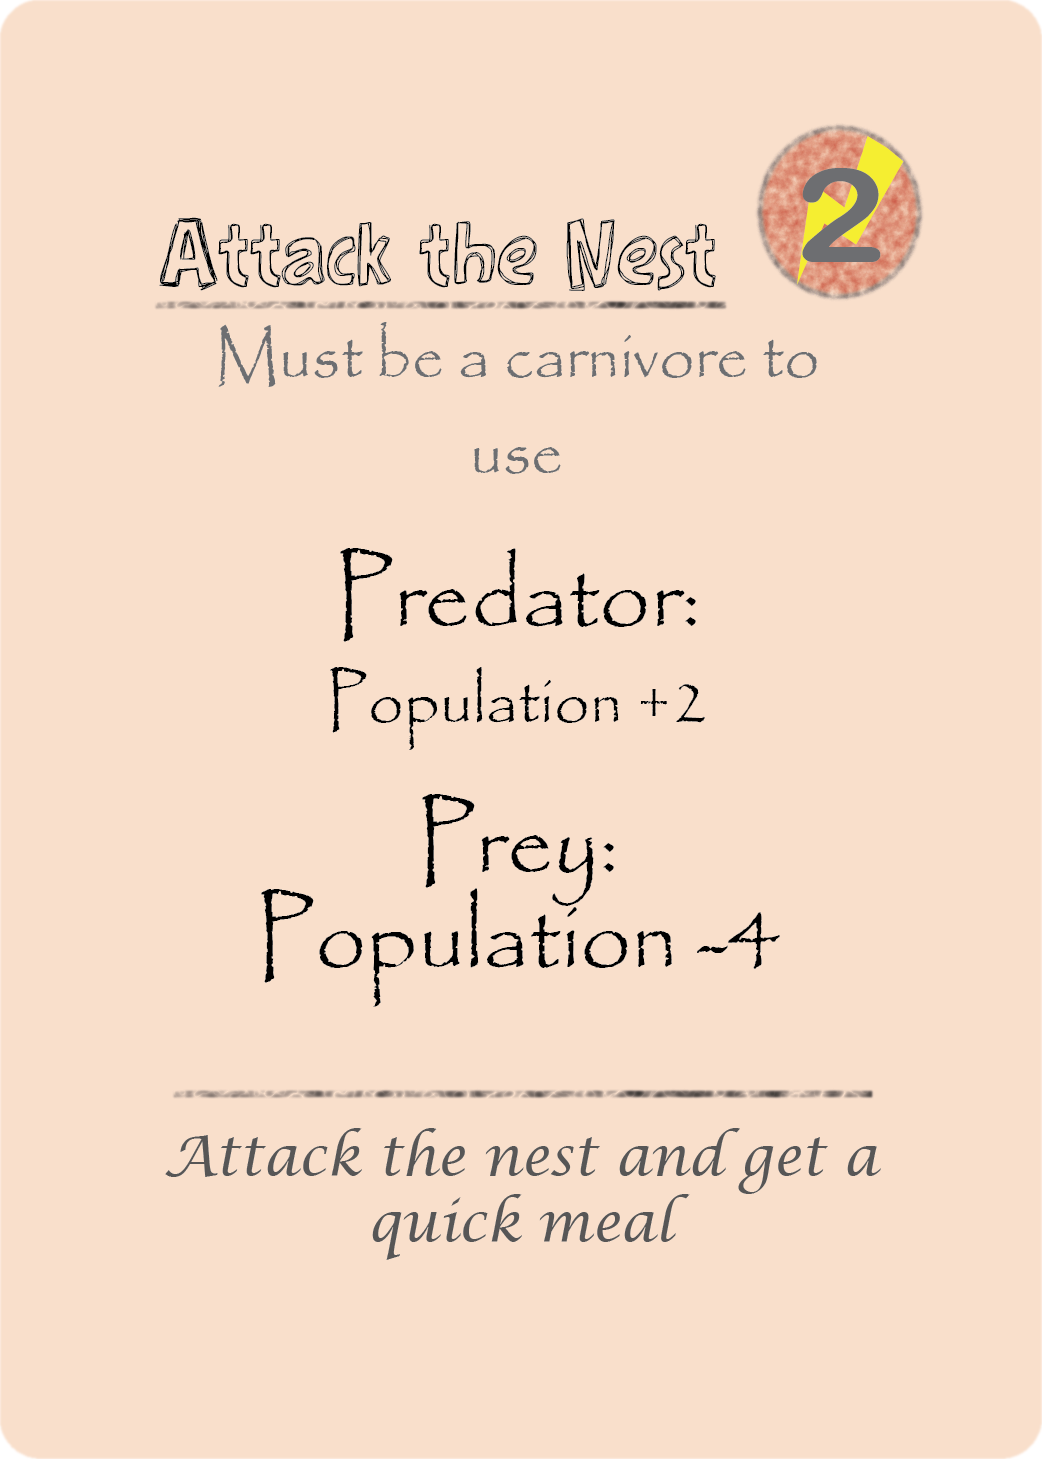 2
Attack the Nest
Must be a carnivore to
use
Predator:
Population +2
Prey:
Population -4
Attack the nest and get a
quick meal